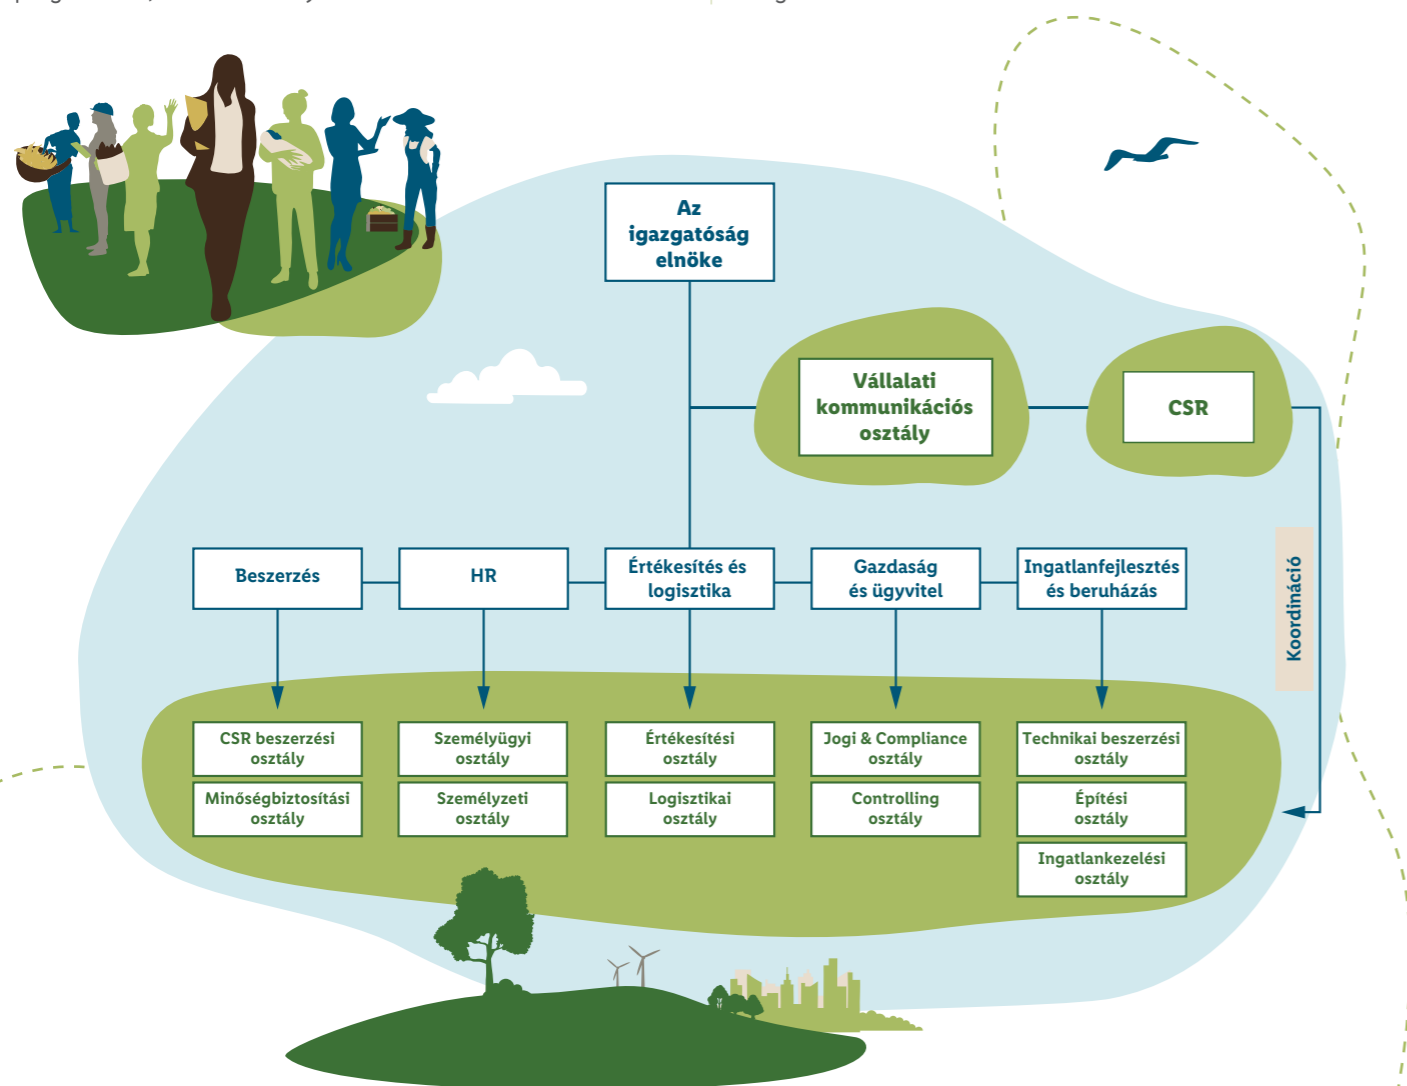 Az
igazgatóság
elnöke
Vállalati
kommunikációs
osztály
CSR
Koordináció
Beszerzés
HR
Értékesítés és
logisztika
Gazdaság
és ügyvitel
Ingatlanfejlesztés
és beruházás
CSR beszerzési
osztály
Személyügyi
osztály
Értékesítési
osztály
Jogi & Compliance
osztály
Technikai beszerzési
osztály
Minőségbiztosítási
osztály
Személyzeti
osztály
Logisztikai
osztály
Controlling
osztály
Építési
osztály
Ingatlankezelési
osztály